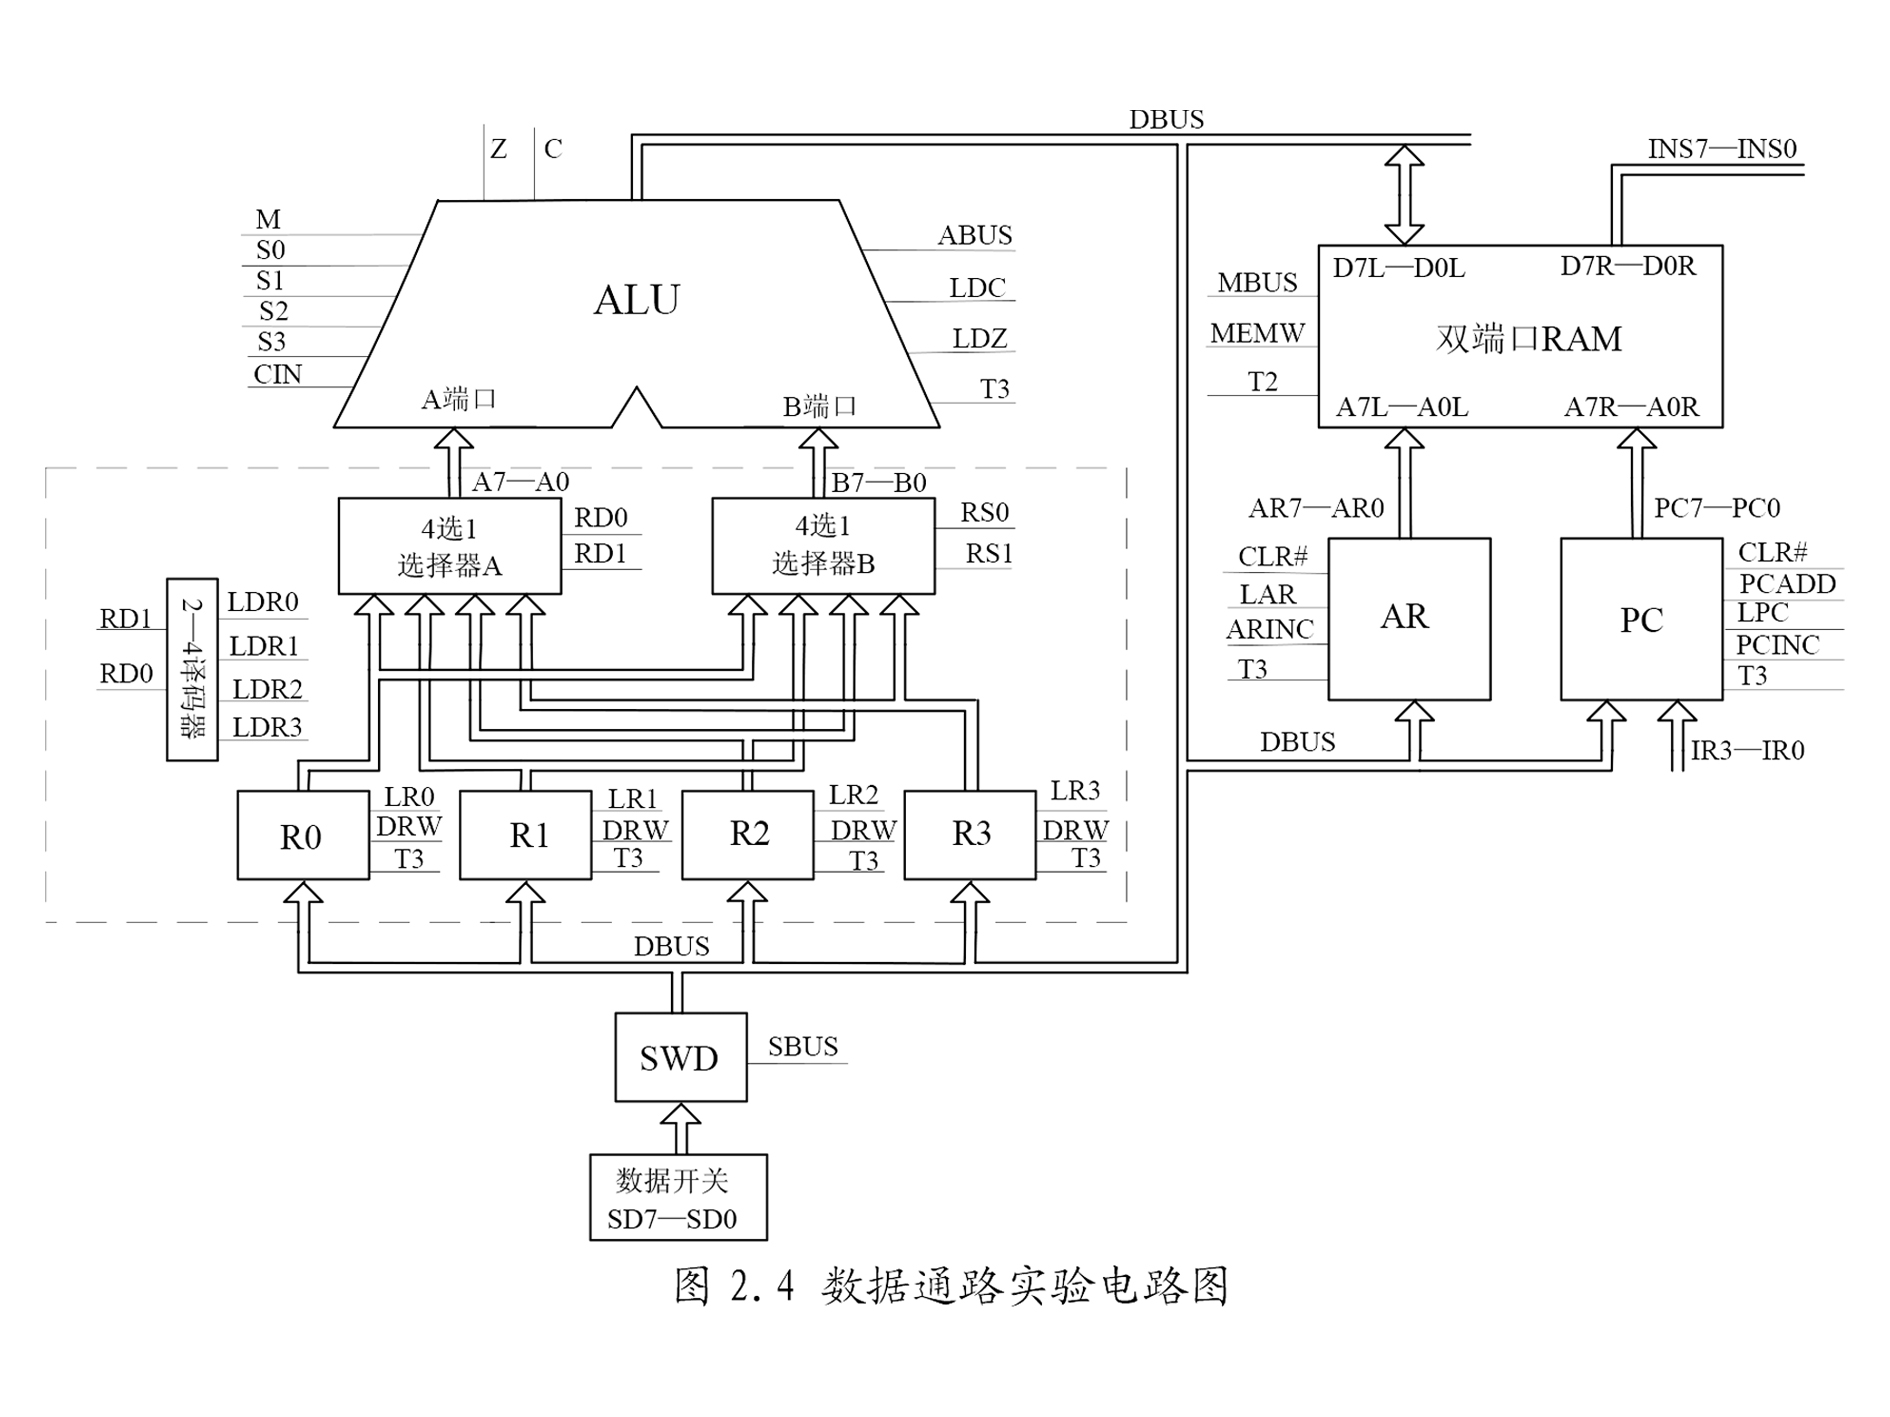 DBUS
INS7—INS0
Z
C
M
S0
S1
S2
S3
CIN
ALU
ABUS
LDC
LDZ
T3
A端口
B端口
MBUS
MEMW
T2
D7L—D0L
D7R—D0R
双端口RAM
A7L—A0L
A7R—A0R
A7—A0
B7—B0
4选1
选择器A
RD0
RD1
4选1
选择器B
RS0
RS1
AR7—AR0
PC7—PC0
CLR#
LAR
ARINC
T3
AR
PC
CLR#
PCADD
LPC
PCINC
T3
RD1
RD0
2—4译码器
LDR0
LDR1
LDR2
LDR3
DBUS
IR3—IR0
R0
LR0
DRW
T3
R1
LR1
DRW
T3
R2
LR2
DRW
T3
R3
LR3
DRW
T3
DBUS
SWD
SBUS
数据开关
SD7—SD0
图 2.4 数据通路实验电路图